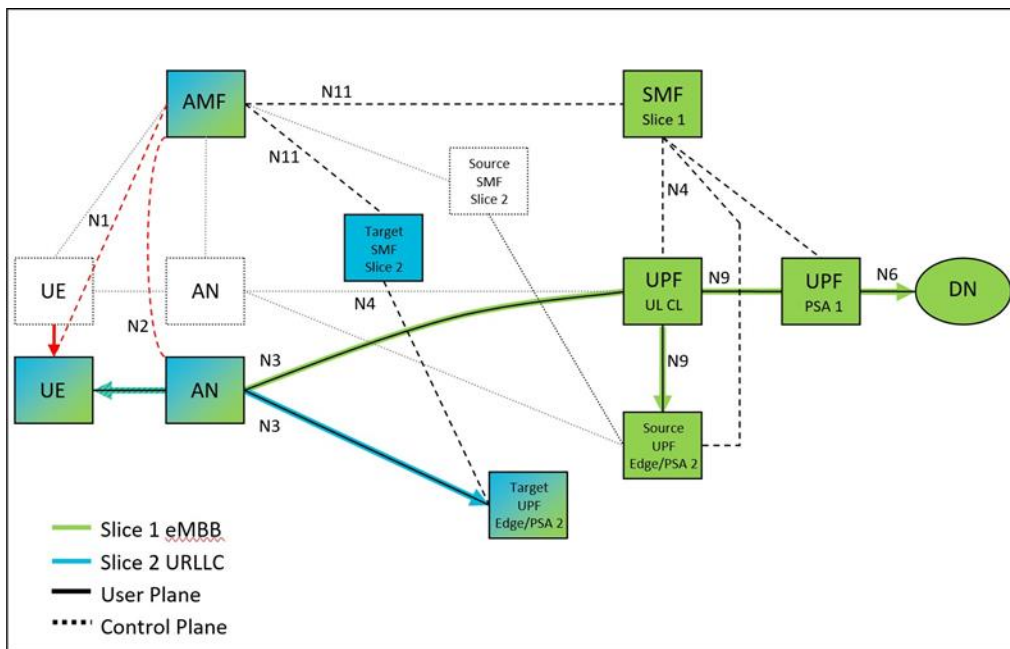 AMF
N11
SMF
Slice 1
N11
Source
SMF
Slice 2
N4
N1
Target
SMF
Slice 2
UE
AN
N4
UPF
UL CL
N9
UPF
PSA 1
N6
DN
N2
N3
N9
UE
AN
N3
Source
UPF
Edge/PSA 2
Target
UPF
Edge/PSA 2
Slice 1 eMBB
Slice 2 URLLC
User Plane
Control Plane